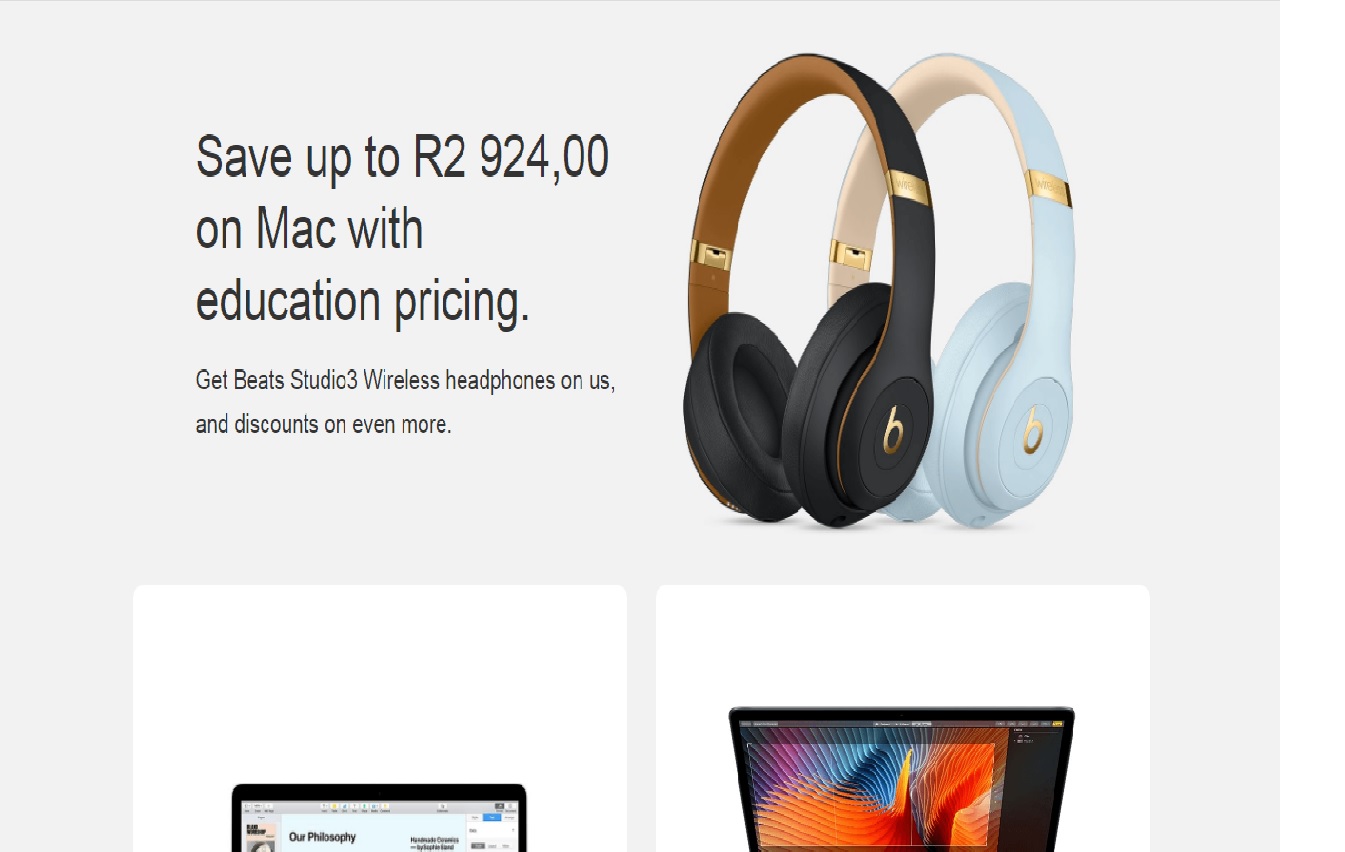 Save up to R2 924,00
on Mac with
education pricing.
Get Beats Studio3 Wireless headphones on us,
and discounts on even more.
Our Philosophy
Handmade Ceramics
— by Sophie Sand